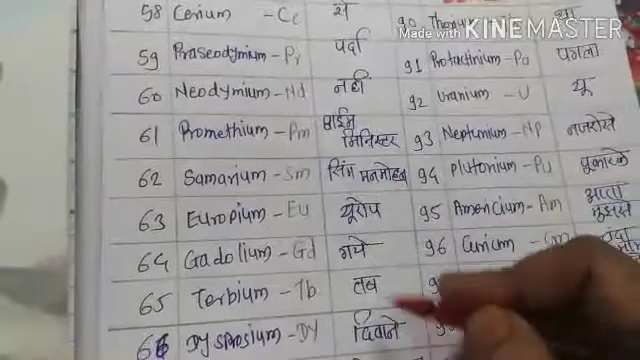 58 Cerium - Ce से 90 Thorium
59 Praseodymium - Pr पर्दा 91 Protactinium - Pa पगला
60 Neodymium - Nd नही 92 Uranium - U यू
61 Promethium - Pm प्राईम मिनिस्टर 93 Neptunium - NP नजरोसे
62 Samarium - Sm सिंग मनमोहन 94 Plutonium - Pu पूकारके
63 Europium - Eu यूरोप 95 Americium - Am आता
64 Gadolium - Gd गये 96 Curium
65 Terbium - Tb तब
66 Dysprosium - DY दिवाने
Made with KINEMASTER